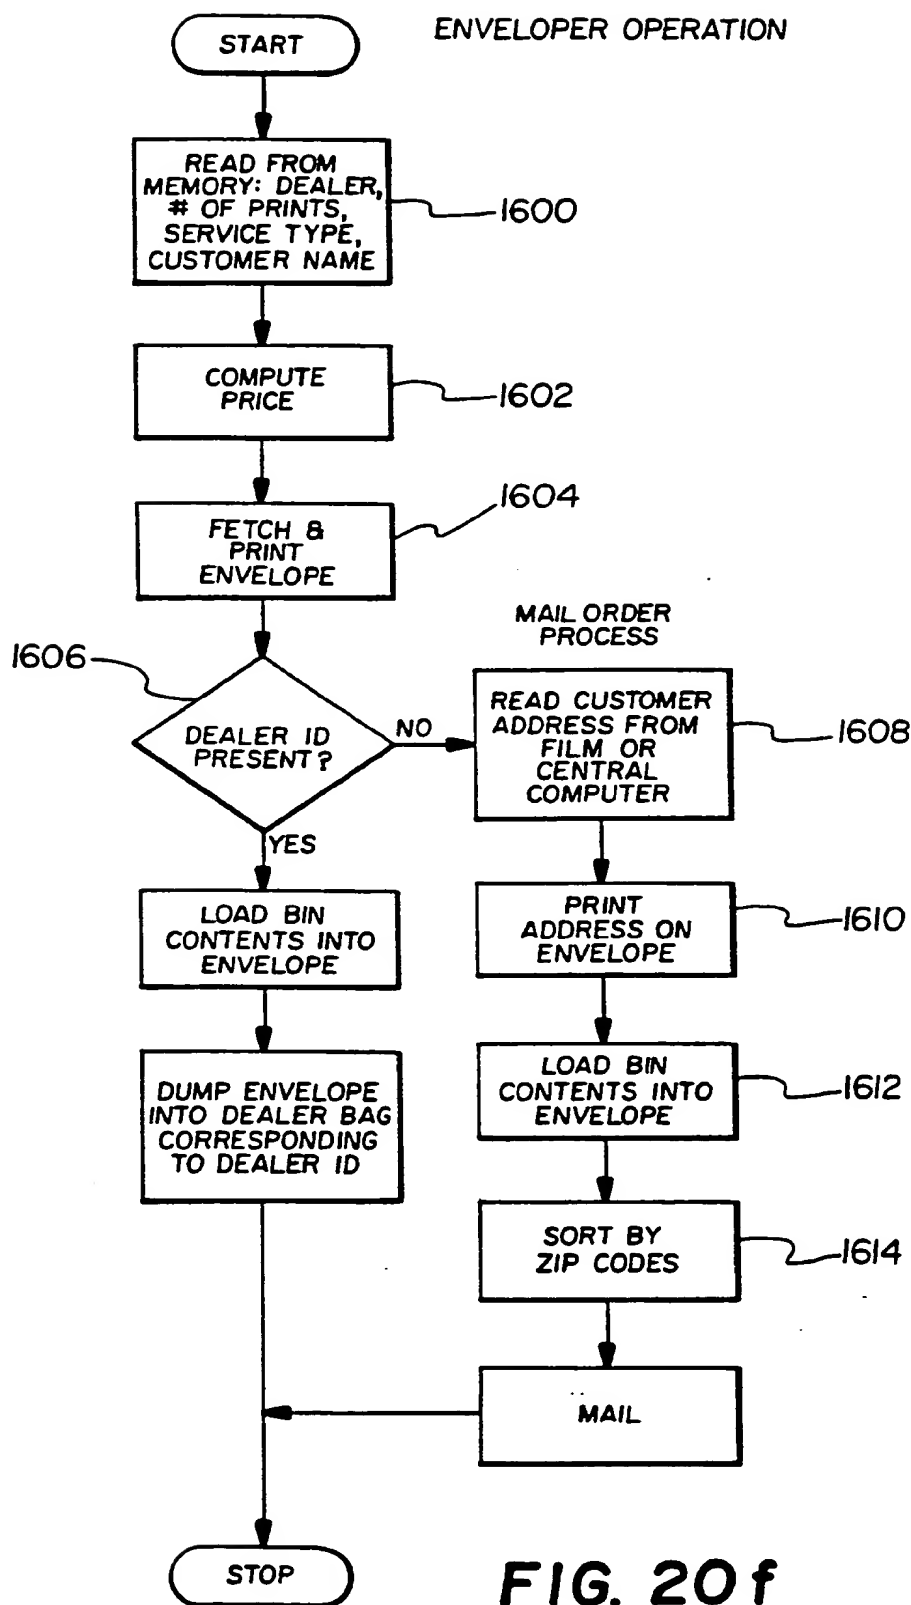 ENVELOPER OPERATION
START
READ FROM
MEMORY: DEALER,
# OF PRINTS,
SERVICE TYPE,
CUSTOMER NAME
1600
COMPUTE
PRICE
1602
1604
FETCH &
PRINT
ENVELOPE
MAIL ORDER
PROCESS
1606
DEALER ID
PRESENT?
NO
YES
READ CUSTOMER
ADDRESS FROM
FILM OR
CENTRAL
COMPUTER
1608
LOAD BIN
CONTENTS INTO
ENVELOPE
PRINT
ADDRESS ON
ENVELOPE
1610
DUMP ENVELOPE
INTO DEALER BAG
CORRESPONDING
TO DEALER ID
LOAD BIN
CONTENTS INTO
ENVELOPE
1612
SORT BY
ZIP CODES
1614
MAIL
STOP
FIG. 20f